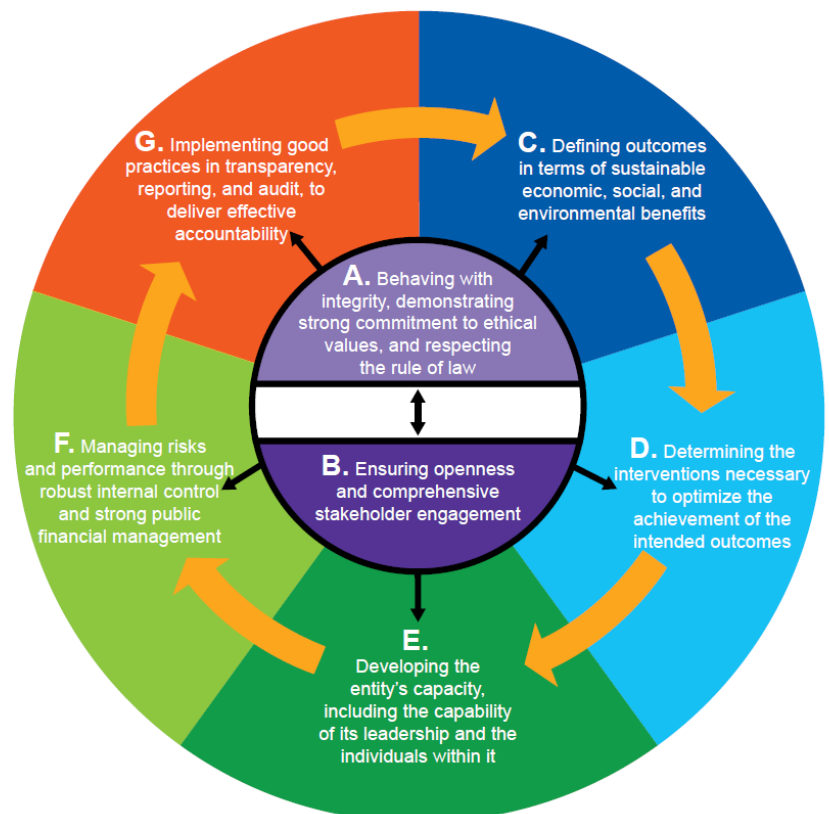 A. Behaving with
integrity, demonstrating
strong commitment to ethical
values, and respecting
the rule of law
B. Ensuring openness
and comprehensive
stakeholder engagement
C. Defining outcomes
in terms of sustainable
economic, social, and
environmental benefits
D. Determining the
interventions necessary
to optimize the
achievement of the
intended outcomes
E.
Developing the
entity's capacity,
including the capability
of its leadership and the
individuals within it
F. Managing risks
and performance through
robust internal control
and strong public
financial management
G. Implementing good
practices in transparency,
reporting, and audit, to
deliver effective
accountability